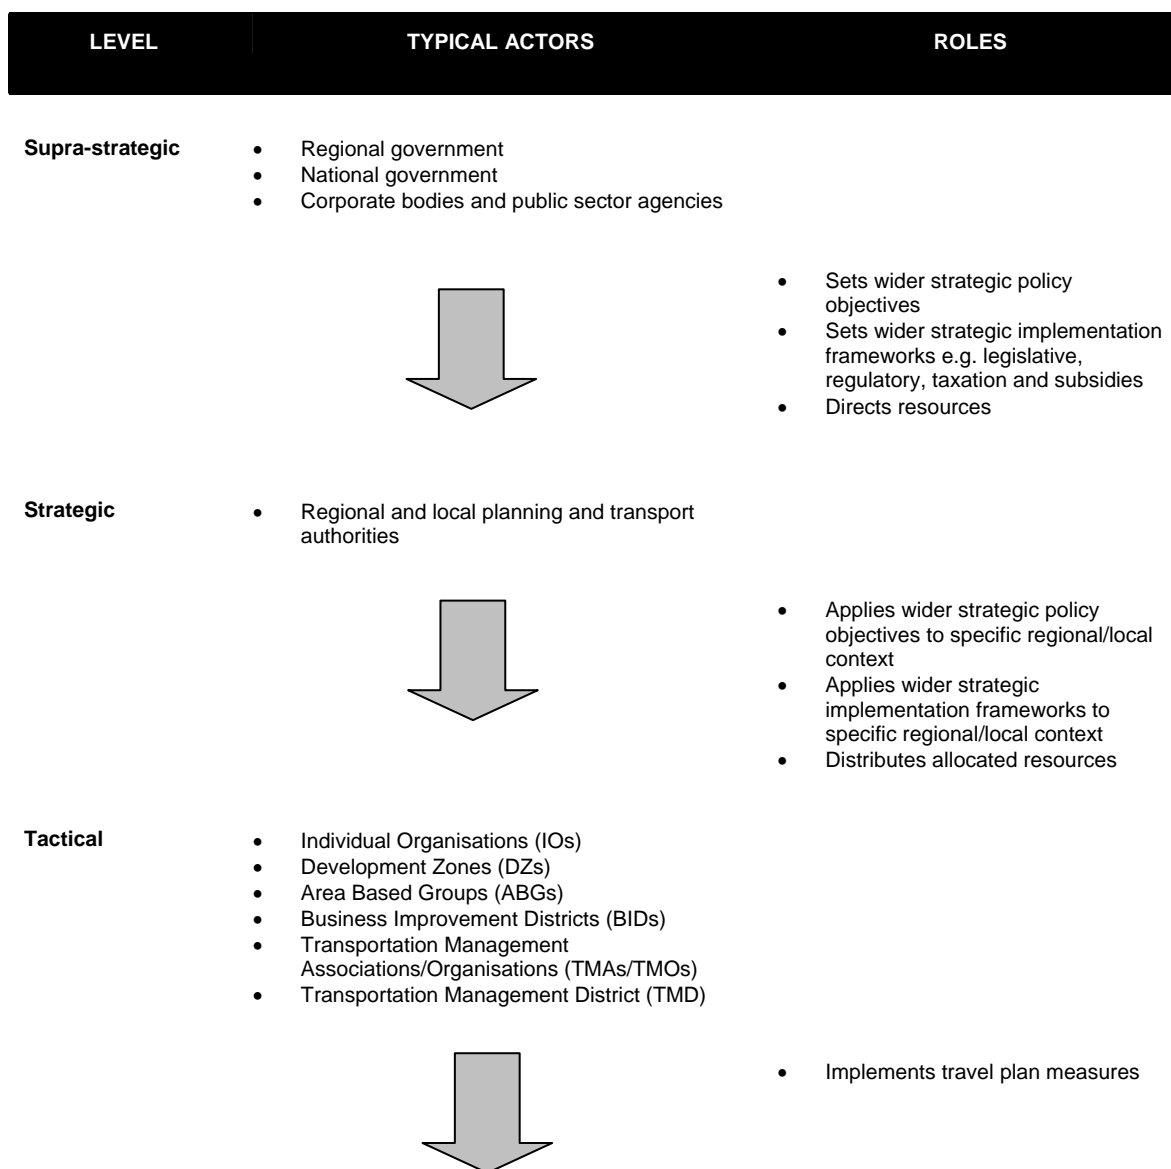 LEVEL TYPICAL ACTORS ROLES
Supra-strategic
• Regional government
• National government
• Corporate bodies and public sector agencies
• Sets wider strategic policy
objectives
• Sets wider strategic implementation
frameworks e.g. legislative,
regulatory, taxation and subsidies
• Directs resources
Strategic
• Regional and local planning and transport
authorities
• Applies wider strategic policy
objectives to specific regional/local
context
• Applies wider strategic
implementation frameworks to
specific regional/local context
• Distributes allocated resources
Tactical
• Individual Organisations (IOs)
• Development Zones (DZs)
• Area Based Groups (ABGs)
• Business Improvement Districts (BIDs)
• Transportation Management
Associations/Organisations (TMAs/TMOs)
• Transportation Management District (TMD)
• Implements travel plan measures